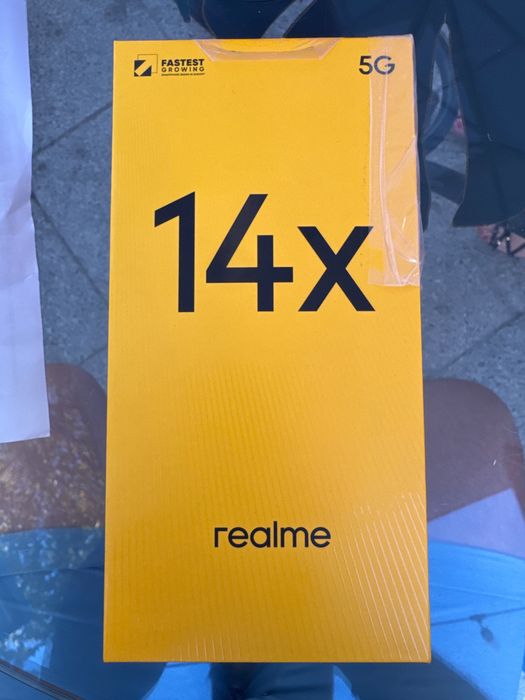 FASTEST
GROWING
5G
14x
realme